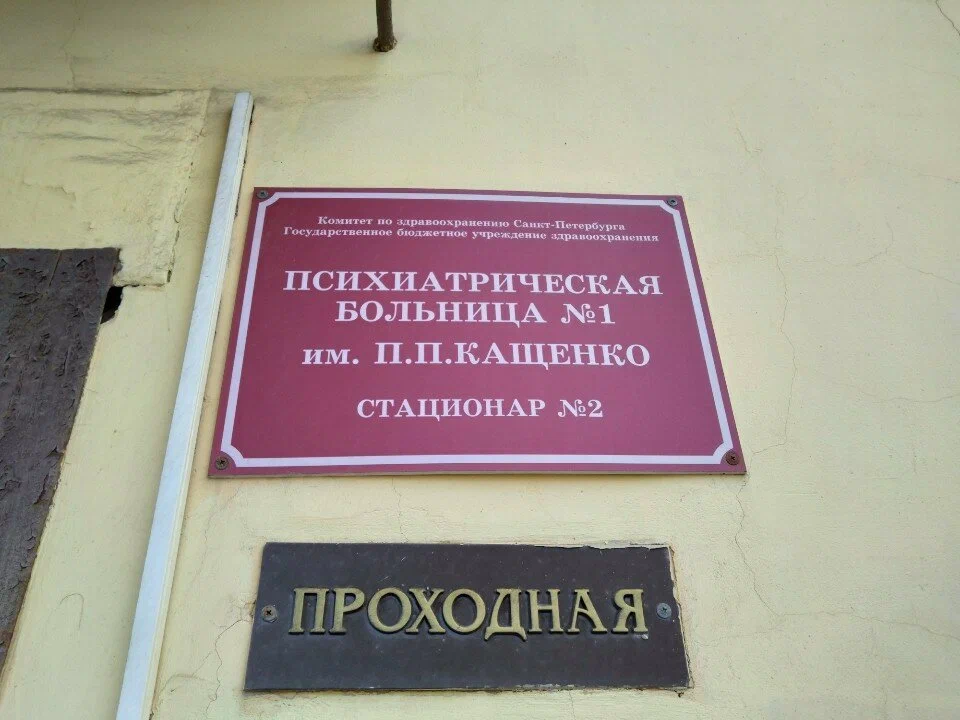 Комитет по здравоохранению Санкт-Петербурга
Государственное бюджетное учреждение здравоохранения
ПСИХИАТРИЧЕСКАЯ
БОЛЬНИЦА №1
им. П.П.КАЩЕНКО
СТАЦИОНАР №2
ПРОХОДНАЯ